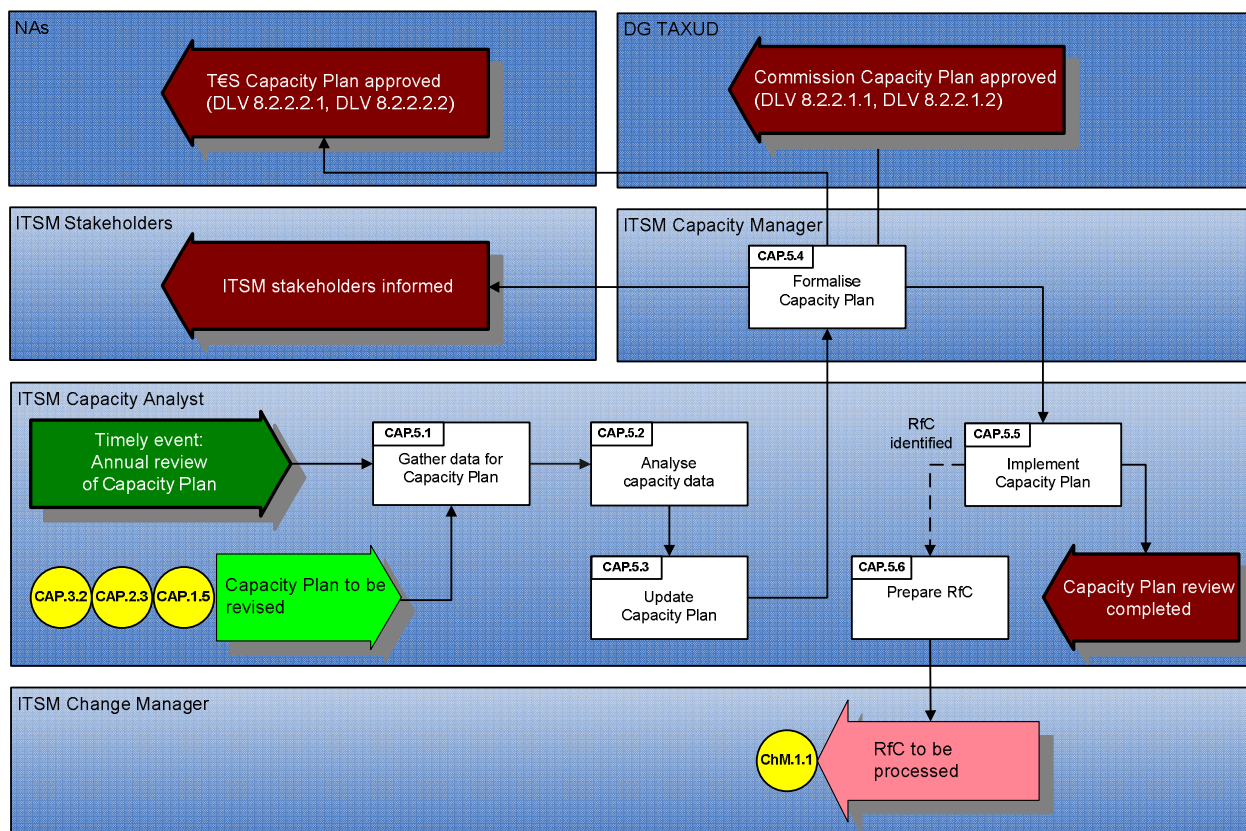 NAs
T€S Capacity Plan approved
(DLV 8.2.2.2.1, DLV 8.2.2.2.2)
DG TAXUD
Commission Capacity Plan approved
(DLV 8.2.2.1.1, DLV 8.2.2.1.2)
ITSM Stakeholders
ITSM stakeholders informed
ITSM Capacity Manager
CAP.5.4
Formalise
Capacity Plan
ITSM Capacity Analyst
Timely event:
Annual review
of Capacity Plan
CAP.5.1
Gather data for
Capacity Plan
CAP.5.2
Analyse
capacity data
RfC
identified
CAP.5.5
Implement
Capacity Plan
CAP.3.2
CAP.2.3
CAP.1.5
Capacity Plan to be
revised
CAP.5.3
Update
Capacity Plan
CAP.5.6
Prepare RfC
Capacity Plan review
completed
ITSM Change Manager
ChM.1.1
RfC to be
processed